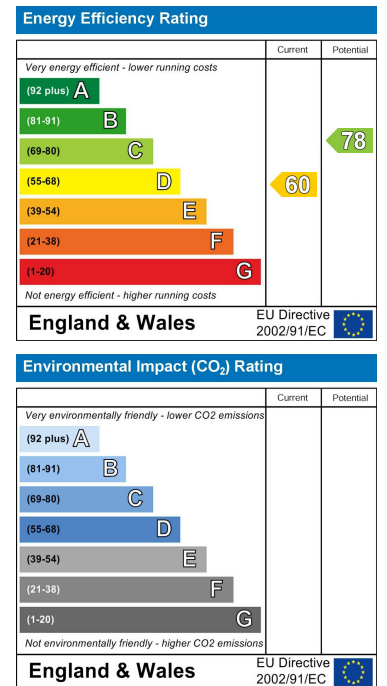 Energy Efficiency Rating
Current Potential
Very energy efficient - lower running costs
(92 plus) A
(81-91) B
(69-80) C
(55-68) D
(39-54) E
(21-38) F
(1-20) G
60
78
Not energy efficient - higher running costs
England & Wales
EU Directive
2002/91/EC
Environmental Impact (CO₂) Rating
Current Potential
Very environmentally friendly - lower CO2 emissions
(92 plus) A
(81-91) B
(69-80) C
(55-68) D
(39-54) E
(21-38) F
(1-20) G
Not environmentally friendly - higher CO2 emissions
England & Wales
EU Directive
2002/91/EC